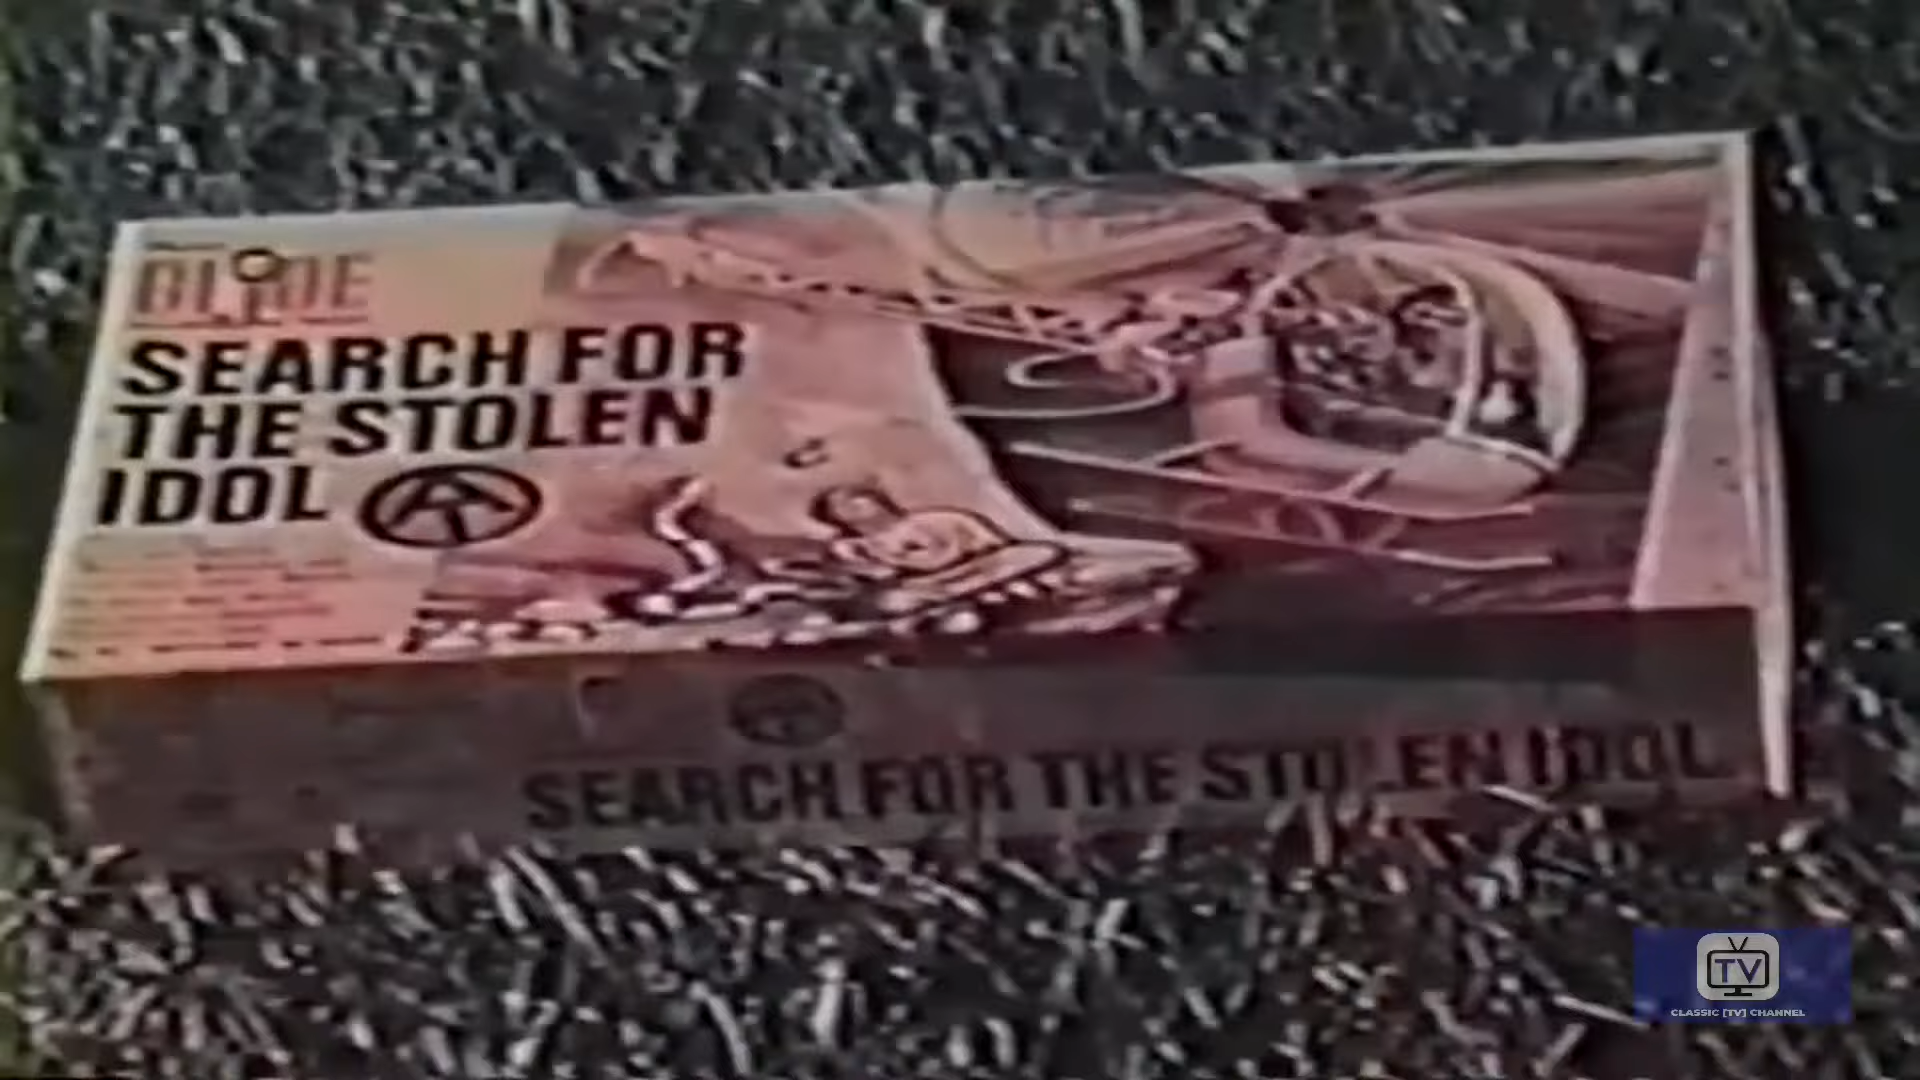 GI JOE
SEARCH FOR
THE STOLEN
IDOL
SEARCH FOR THE STOLEN IDOL
TV
CLASSIC [TV] CHANNEL